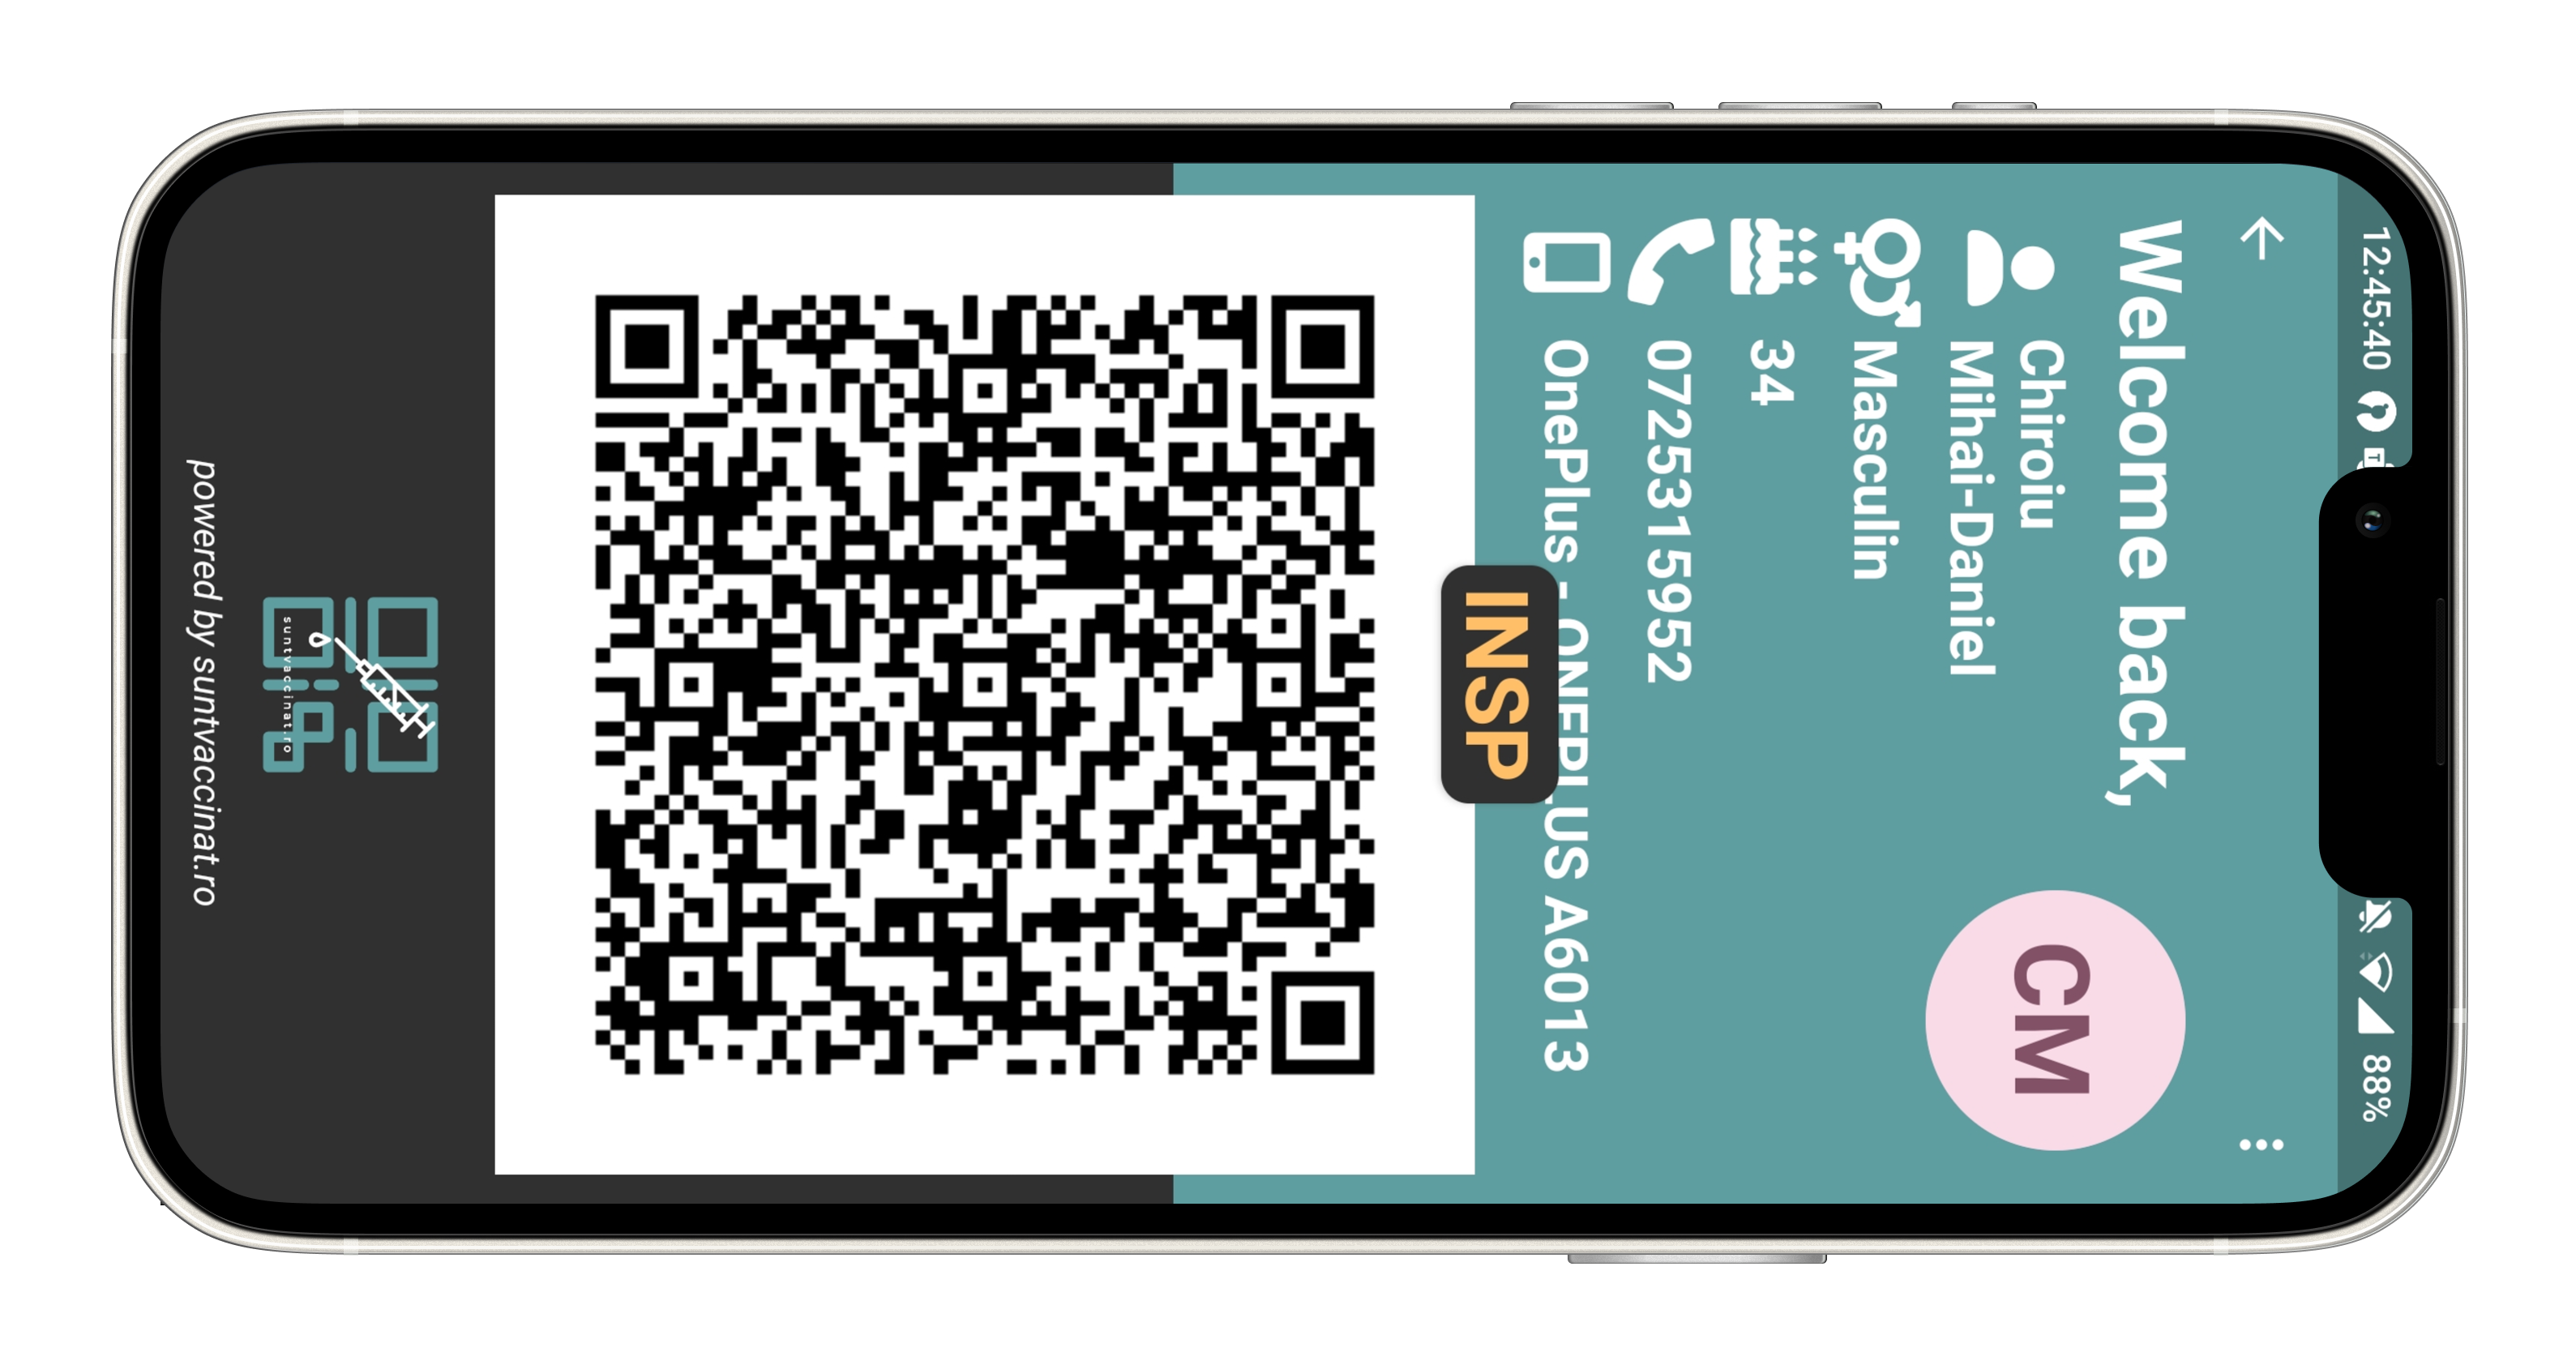 12:45:40
88%
Welcome back,
Chiroiu
Mihai-Daniel
CM
Masculin
34
0725315952
OnePlus - ONEPLUS A6013
INSP
suntvaccinat.ro
powered by suntvaccinat.ro